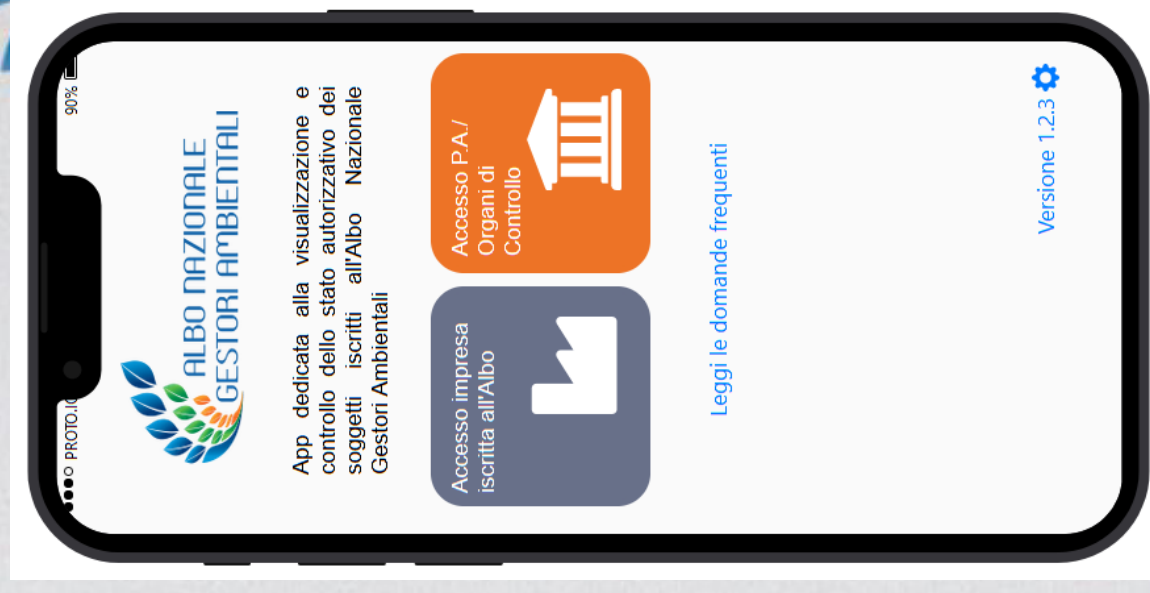 PROTO.IO
90%
ALBO NAZIONALE
GESTORI AMBIENTALI
App dedicata alla visualizzazione e
controllo dello stato autorizzativo dei
soggetti iscritti all'Albo Nazionale
Gestori Ambientali
Accesso impresa
iscritta all'Albo
Accesso P.A./
Organi di
Controllo
Leggi le domande frequenti
Versione 1.2.3